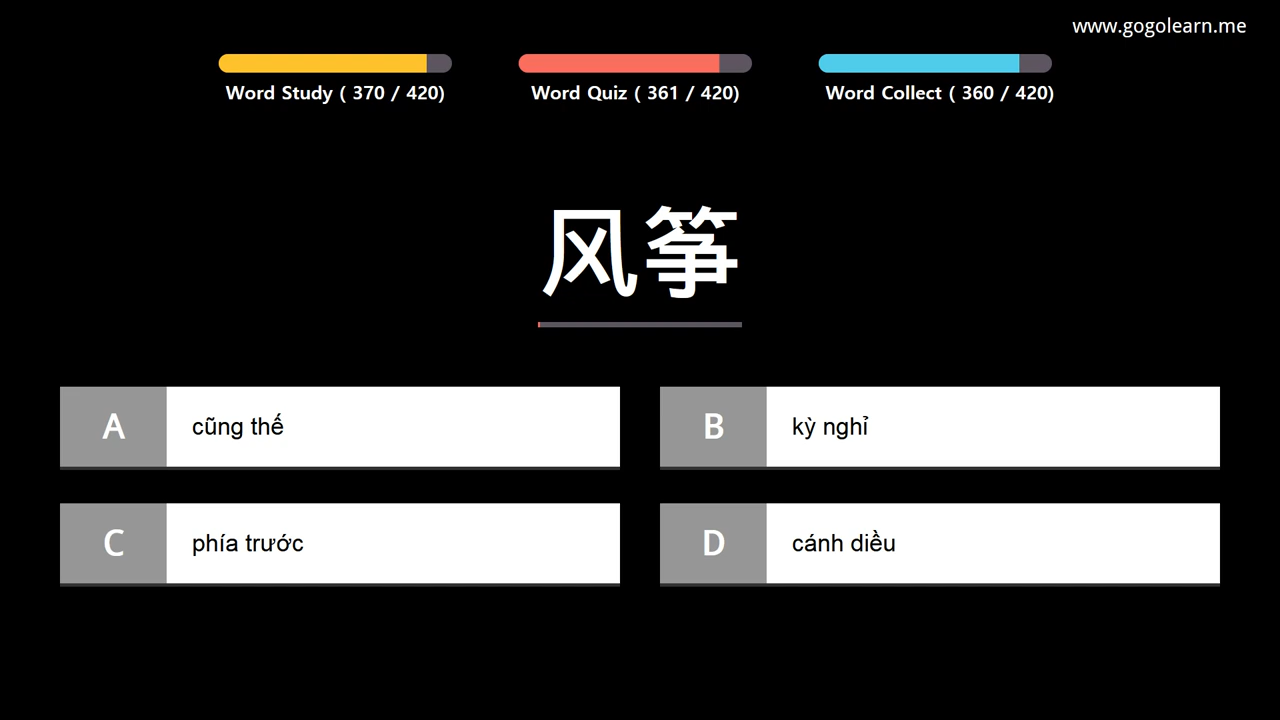 www.gogolearn.me
Word Study ( 370 / 420)
Word Quiz ( 361 / 420)
Word Collect ( 360 / 420)
风筝
A
cũng thế
B
kỳ nghỉ
C
phía trước
D
cánh diều